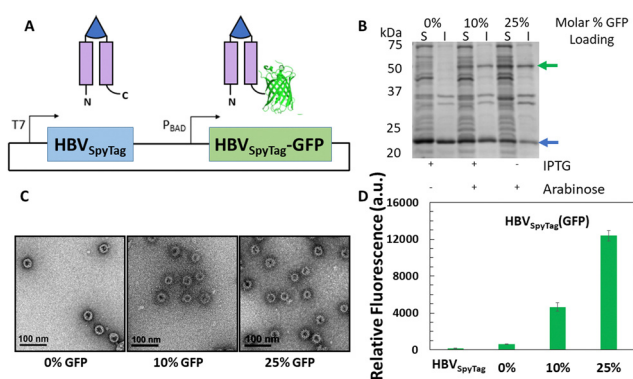 A
N
C
N
T7
HBVSpyTag
PBAD
HBVSpyTag-GFP
B
0% 10% 25% Molar % GFP
kDa S I S I S I Loading
75
50
37
25
20
+ + - IPTG
- + + Arabinose
C
100 nm
100 nm
100 nm
0% GFP 10% GFP 25% GFP
D
Relative Fluorescence (a.u.)
HBVSpyTag(GFP)
16000
12000
8000
4000
0
HBVSpyTag 0% 10% 25%